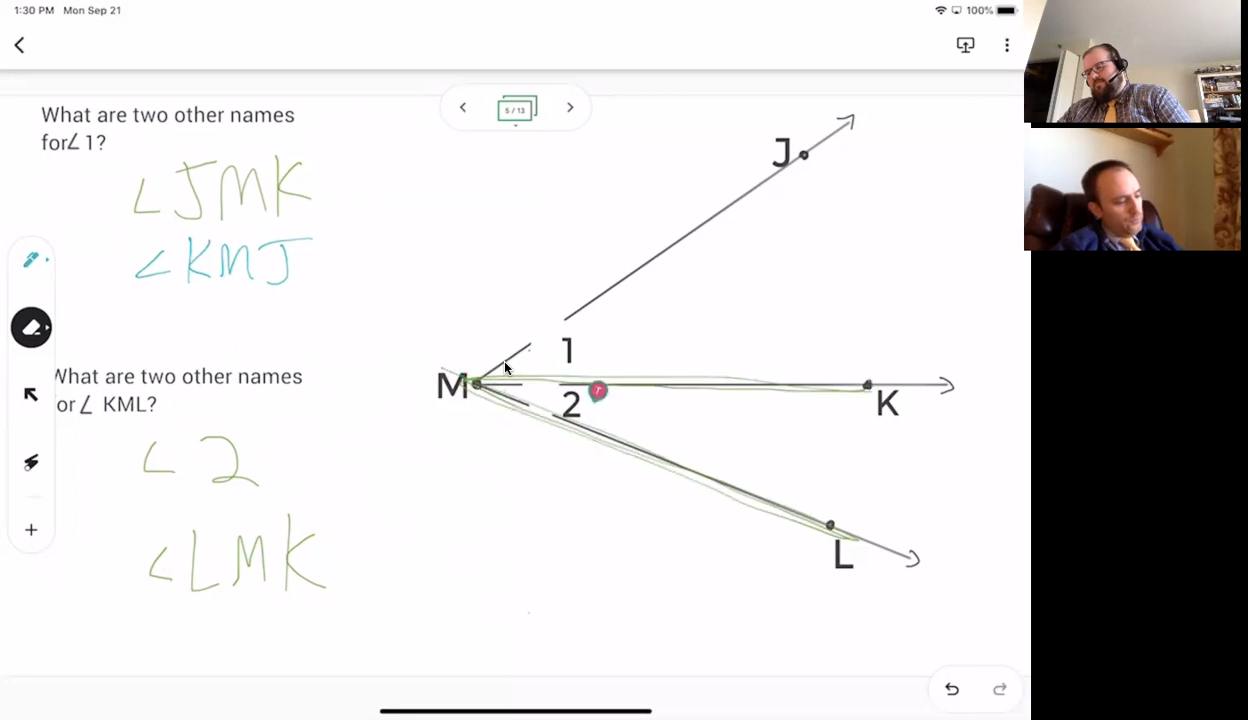 1:30 PM Mon Sep 21
100%
5 / 13
What are two other names
for∠ 1?
∠JMK
∠KMJ
What are two other names
or∠ KML?
∠2
∠LMK
J
1
M
2
K
L